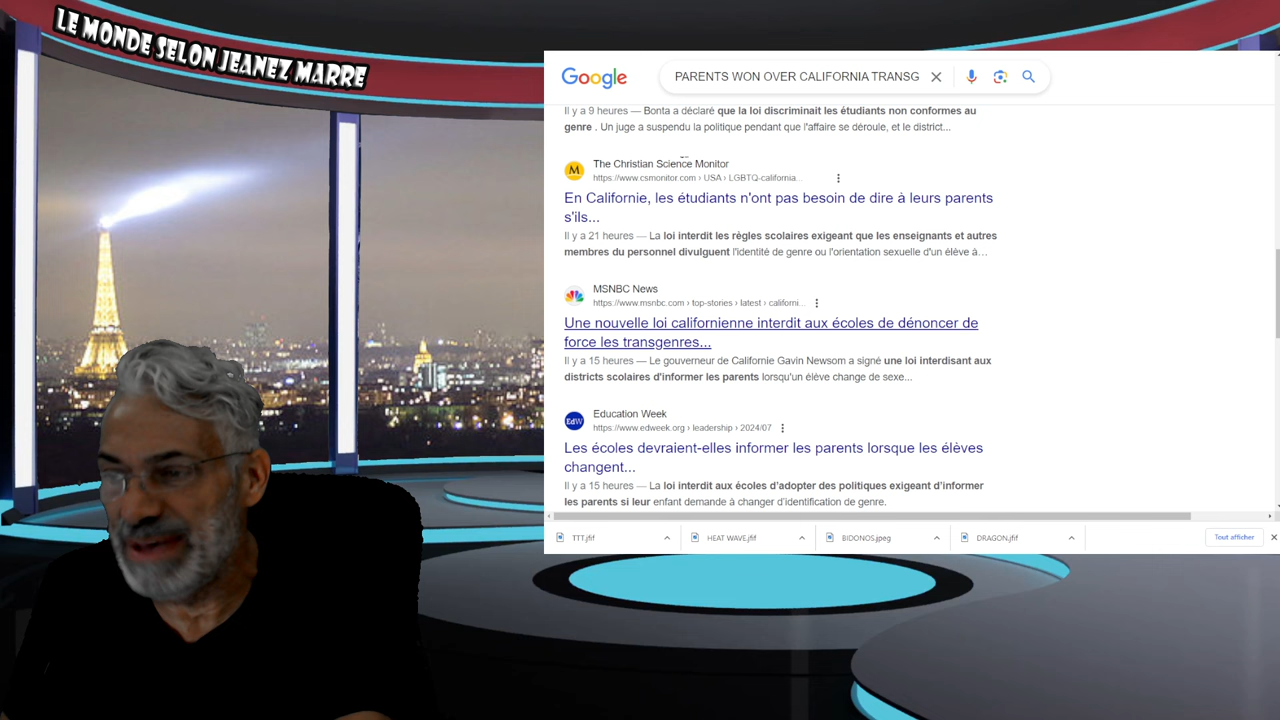 LE MONDE SELON JEANEZ MARRE
Google
PARENTS WON OVER CALIFORNIA TRANSG
Il y a 9 heures — Bonta a déclaré que la loi discriminait les étudiants non conformes au
genre . Un juge a suspendu la politique pendant que l'affaire se déroule, et le district...
The Christian Science Monitor
https://www.csmonitor.com › USA › LGBTQ-california...
En Californie, les étudiants n'ont pas besoin de dire à leurs parents
s'ils...
Il y a 21 heures — La loi interdit les règles scolaires exigeant que les enseignants et autres
membres du personnel divulguent l'identité de genre ou l'orientation sexuelle d'un élève à...
MSNBC News
https://www.msnbc.com › top-stories › latest › californi...
Une nouvelle loi californienne interdit aux écoles de dénoncer de
force les transgenres...
Il y a 15 heures — Le gouverneur de Californie Gavin Newsom a signé une loi interdisant aux
districts scolaires d'informer les parents lorsqu'un élève change de sexe...
Education Week
EdW
https://www.edweek.org › leadership › 2024/07
Les écoles devraient-elles informer les parents lorsque les élèves
changent...
Il y a 15 heures — La loi interdit aux écoles d'adopter des politiques exigeant d'informer
les parents si leur enfant demande à changer d'identification de genre.
TTT.jfif
HEAT WAVE.jfif
BIDONOS.jpeg
DRAGON.jfif
Tout afficher